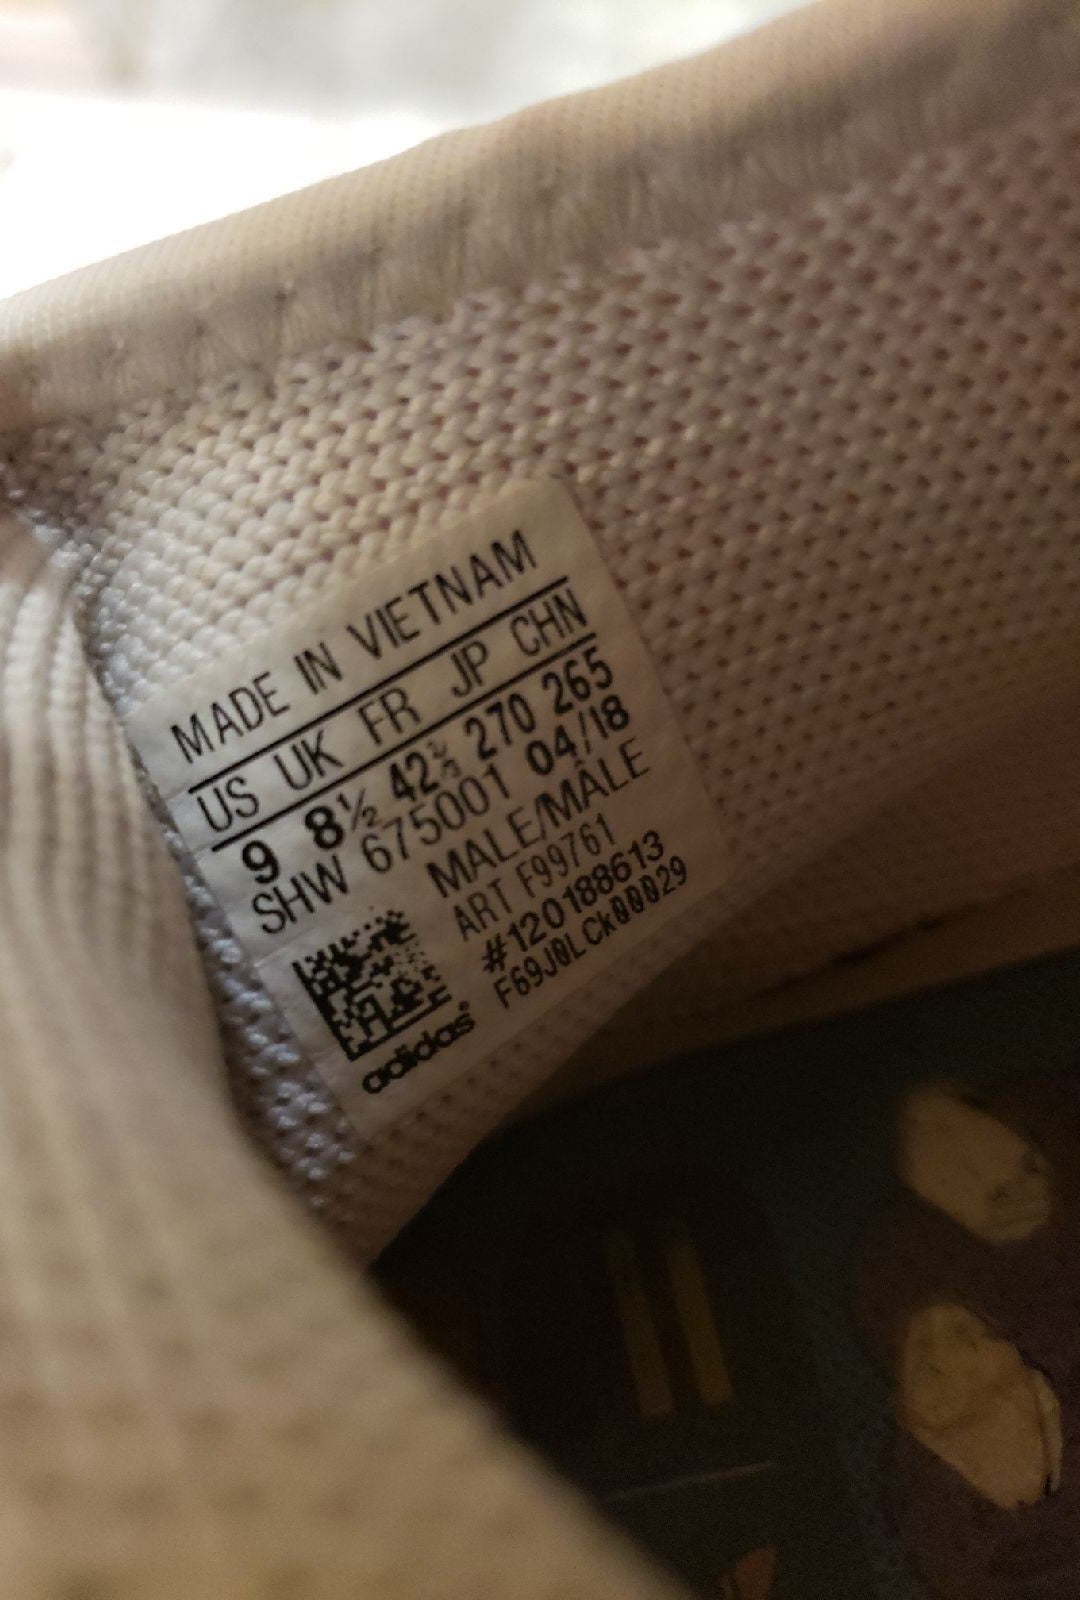 MADE IN VIETNAM
US UK FR JP CHN
9 8½ 42⅔ 270 265
SHW 675001 04/18
MALE/MÂLE
ART F99761
#120188613
F69J0LCK00029
adidas